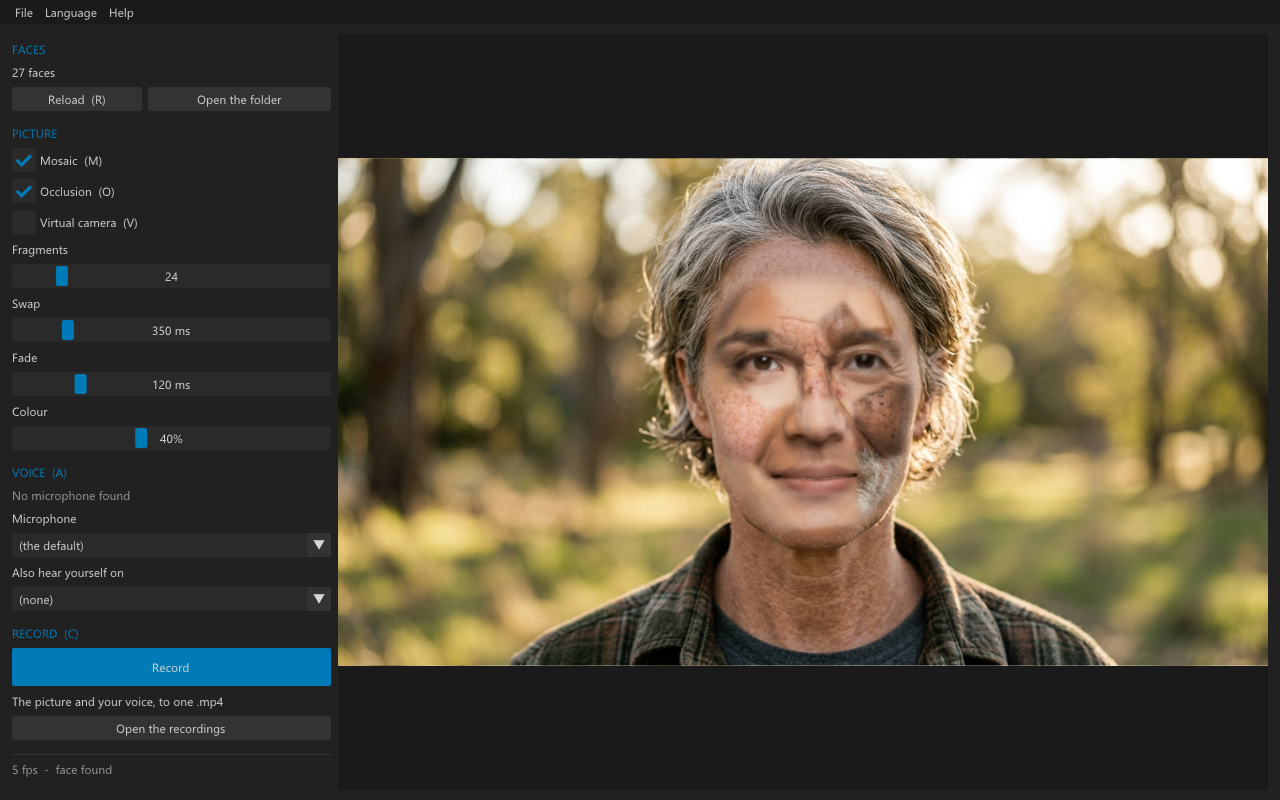 File Language Help
FACES
27 faces
Reload (R) Open the folder
PICTURE
Mosaic (M)
Occlusion (O)
Virtual camera (V)
Fragments
24
Swap
350 ms
Fade
120 ms
Colour
40%
VOICE (A)
No microphone found
Microphone
(the default)
Also hear yourself on
(none)
RECORD (C)
Record
The picture and your voice, to one .mp4
Open the recordings
5 fps - face found